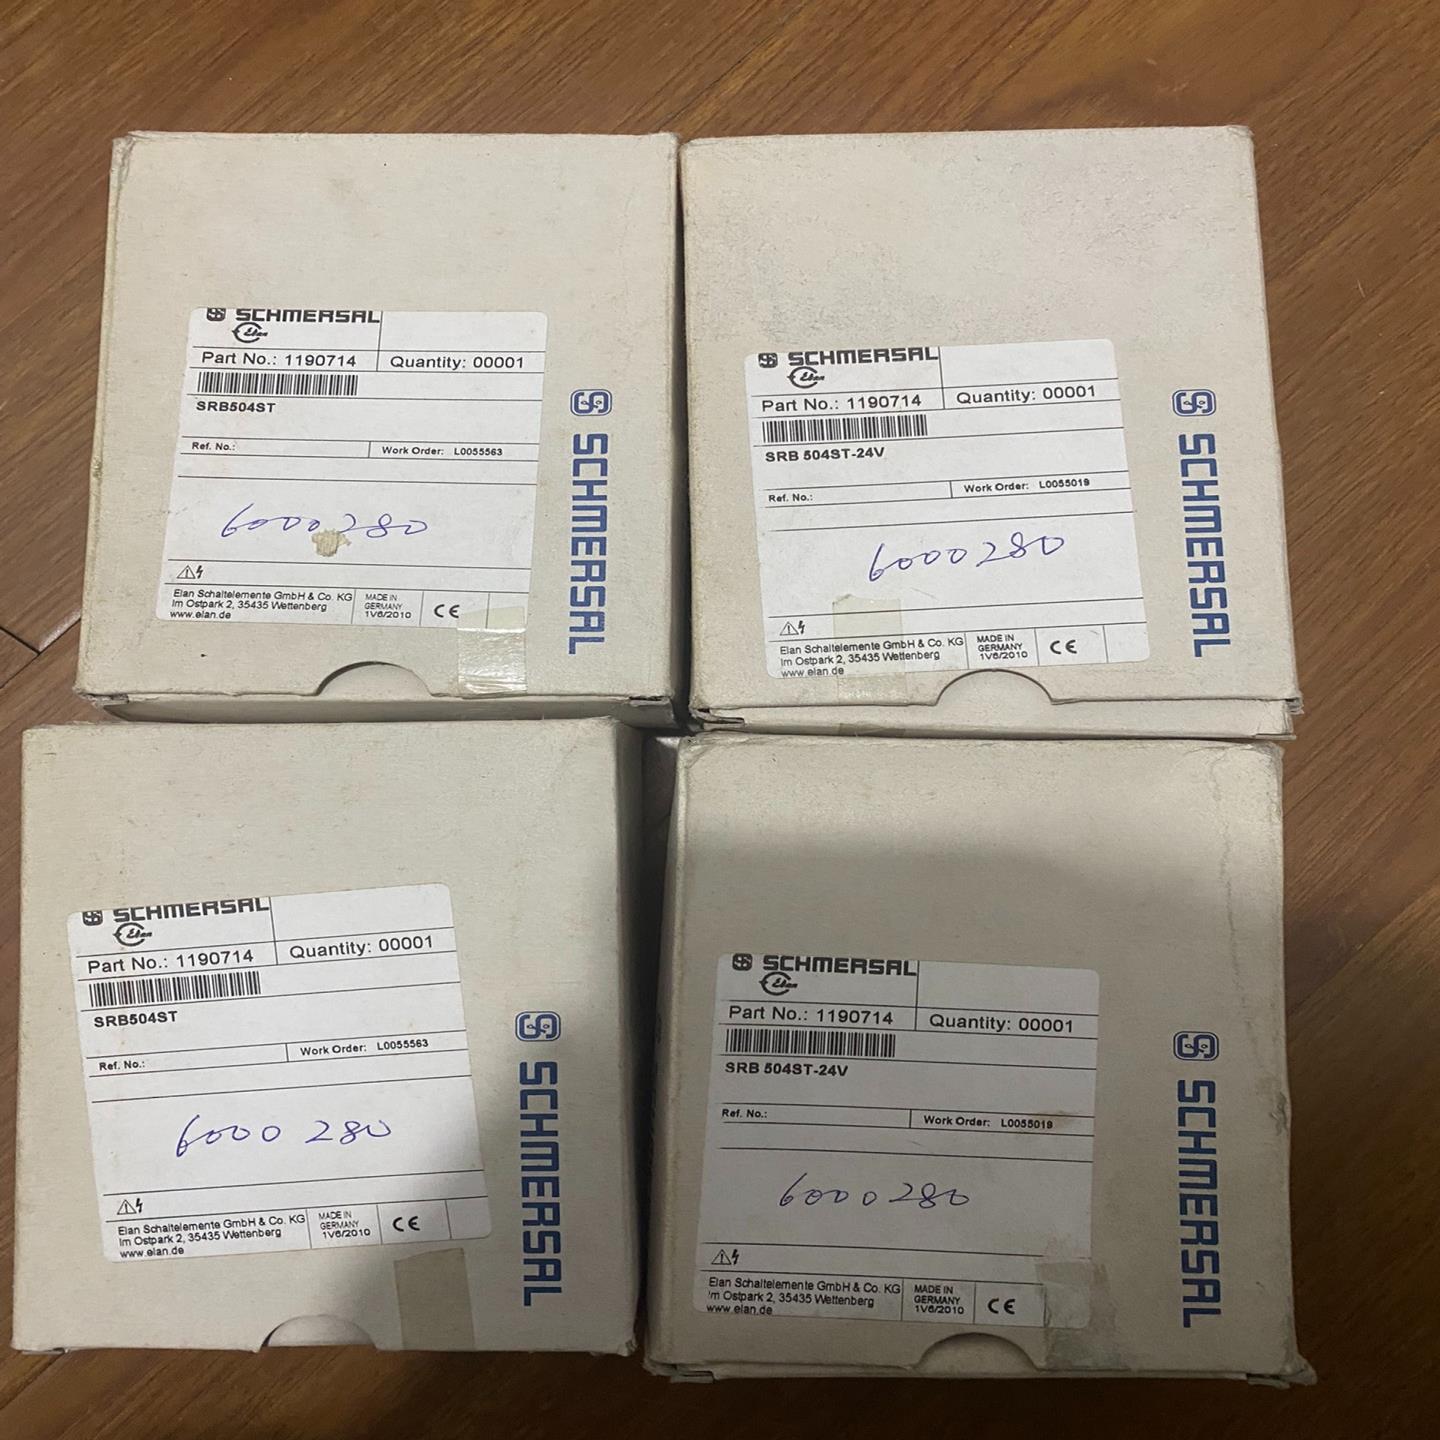 SCHMERSAL
Elan
Part No.: 1190714
Quantity: 00001
SRB504ST
Ref. No.:
Work Order: L0055563
6000280
Elan Schaltelemente GmbH & Co. KG
Im Ostpark 2, 35435 Wettenberg
www.elan.de
MADE IN
GERMANY
1V6/2010
CE
SCHMERSAL
SCHMERSAL
Elan
Part No.: 1190714
Quantity: 00001
SRB 504ST-24V
Ref. No.:
Work Order: L0055019
6000280
Elan Schaltelemente GmbH & Co. KG
Im Ostpark 2, 35435 Wettenberg
www.elan.de
MADE IN
GERMANY
1V6/2010
CE
SCHMERSAL
SCHMERSAL
Elan
Part No.: 1190714
Quantity: 00001
SRB504ST
Ref. No.:
Work Order: L0055563
6000 280
Elan Schaltelemente GmbH & Co. KG
Im Ostpark 2, 35435 Wettenberg
www.elan.de
MADE IN
GERMANY
1V6/2010
CE
SCHMERSAL
SCHMERSAL
Elan
Part No.: 1190714
Quantity: 00001
SRB 504ST-24V
Ref. No.:
Work Order: L0055019
6000280
Elan Schaltelemente GmbH & Co. KG
Im Ostpark 2, 35435 Wettenberg
www.elan.de
MADE IN
GERMANY
1V6/2010
CE
SCHMERSAL